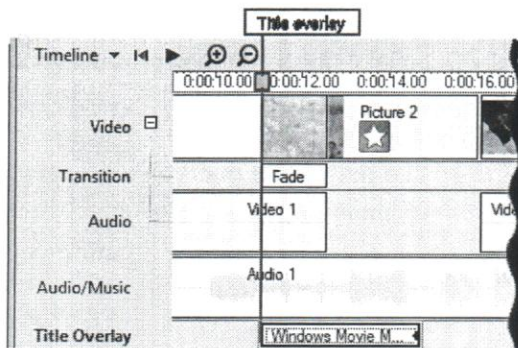 Title overlay
Timeline
0:00:10.00 0:00:12.00 0:00:14.00 0:00:16.00
Video
Picture 2
Transition
Fade
Audio
Video 1
Vide
Audio/Music
Audio 1
Title Overlay
Windows Movie M...